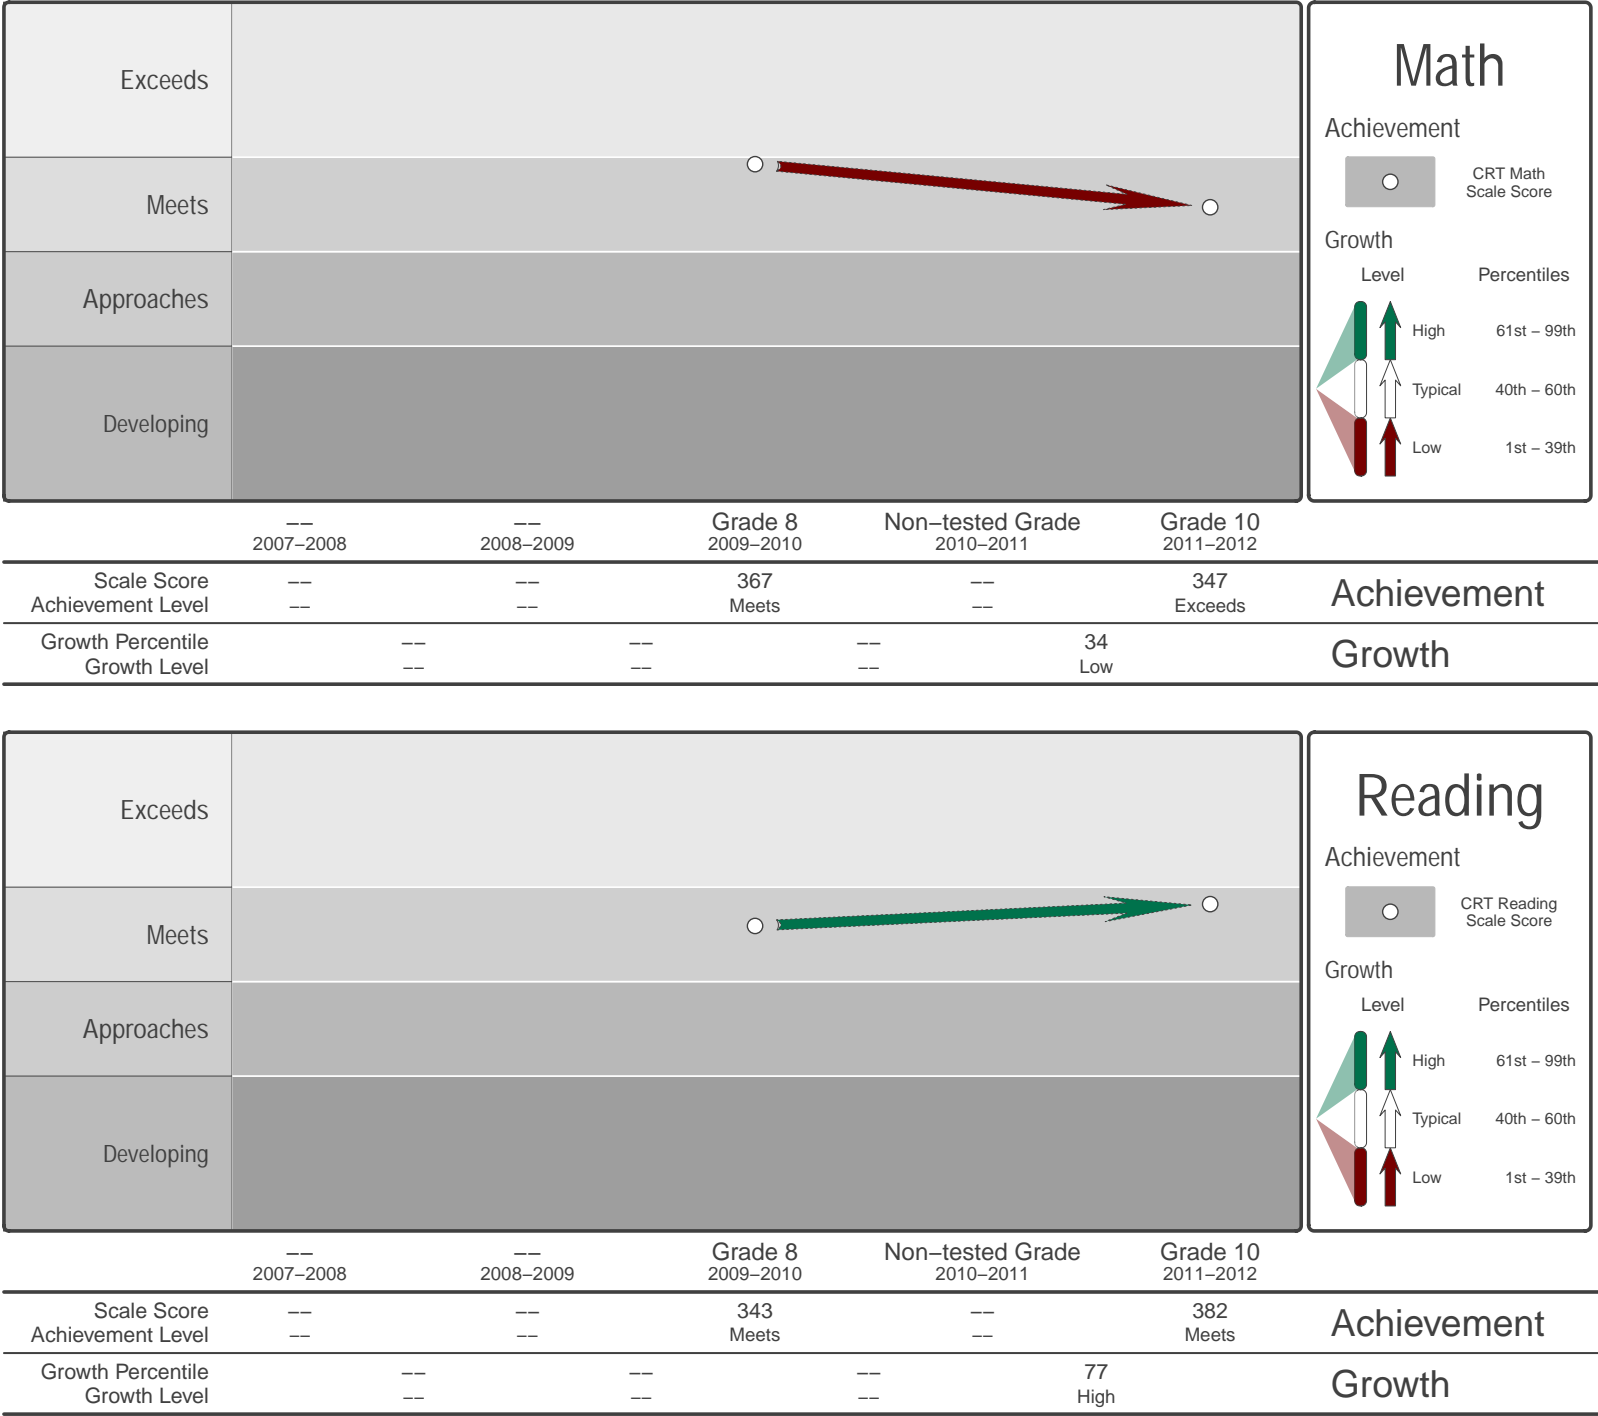 Exceeds
Meets
Approaches
Developing
Math
Achievement
CRT Math
Scale Score
Growth
Level Percentiles
High 61st − 99th
Typical 40th − 60th
Low 1st − 39th
−− −− Grade 8 Non−tested Grade Grade 10
2007−2008 2008−2009 2009−2010 2010−2011 2011−2012
Scale Score −− −− 367 −− 347
Achievement Level −− −− Meets −− Exceeds
Achievement
Growth Percentile −− −− −− 34
Growth Level −− −− −− Low
Growth
Exceeds
Meets
Approaches
Developing
Reading
Achievement
CRT Reading
Scale Score
Growth
Level Percentiles
High 61st − 99th
Typical 40th − 60th
Low 1st − 39th
−− −− Grade 8 Non−tested Grade Grade 10
2007−2008 2008−2009 2009−2010 2010−2011 2011−2012
Scale Score −− −− 343 −− 382
Achievement Level −− −− Meets −− Meets
Achievement
Growth Percentile −− −− −− 77
Growth Level −− −− −− High
Growth